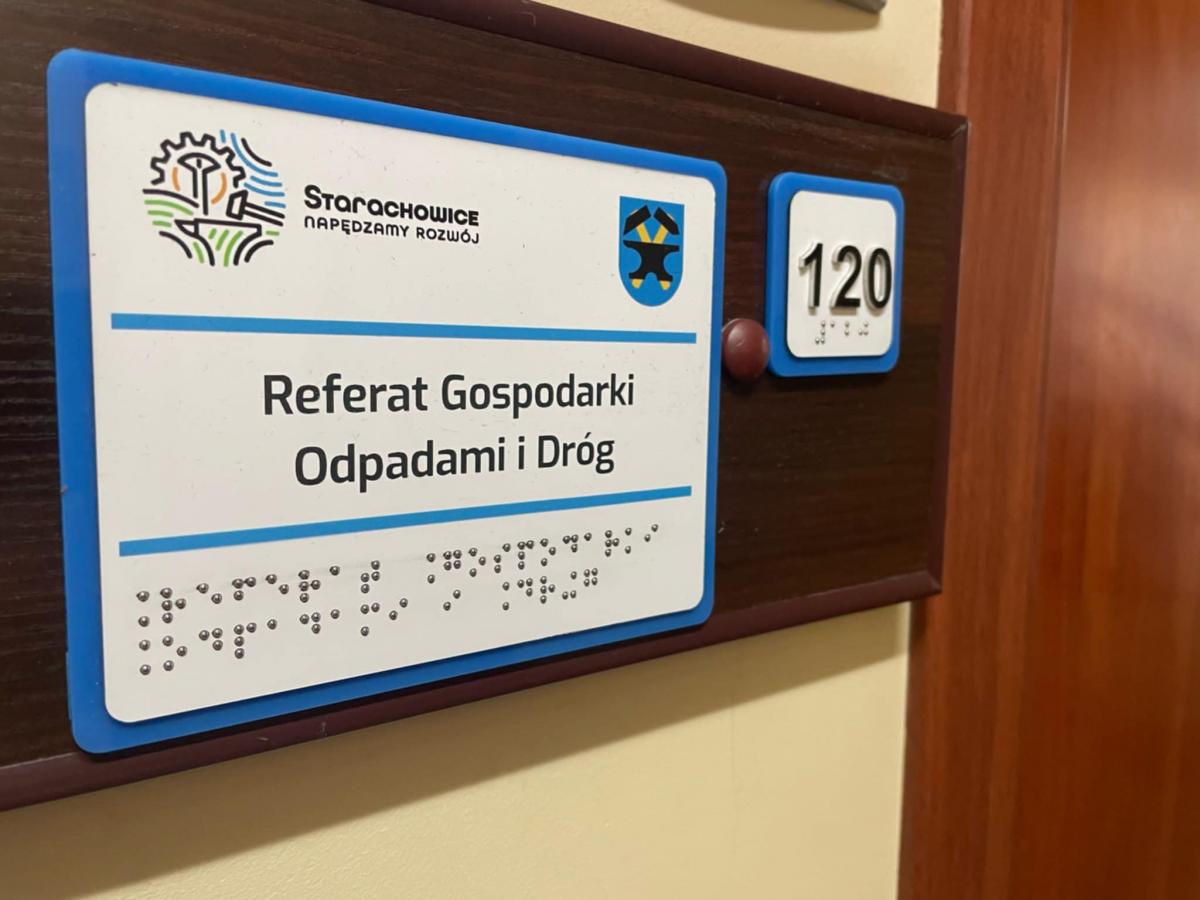 Starachowice
NAPĘDZAMY ROZWÓJ
120
Referat Gospodarki
Odpadami i Dróg